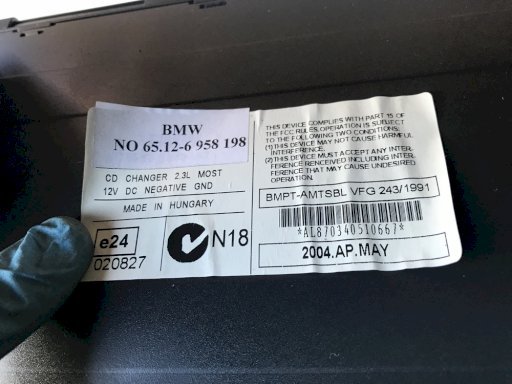 BMW
NO 65.12-6 958 198
CD CHANGER 2.3L MOST
12V DC NEGATIVE GND
MADE IN HUNGARY
e24
020827
N18
THIS DEVICE COMPLIES WITH PART 15 OF
THE FCC RULES, OPERATION IS SUBJECT
TO THE FOLLOWING TWO CONDITIONS:
(1) THIS DEVICE MAY NOT CAUSE HARMFUL
INTERFERENCE.
(2) THIS DEVICE MUST ACCEPT ANY INTER-
FERENCE RENCEIVED INCLUDING INTER-
FERENCE THAT MAY CAUSE UNDESIRED
OPERATION.
BMPT-AMTSBL VFG 243/1991
*AL870340510667*
2004.AP.MAY